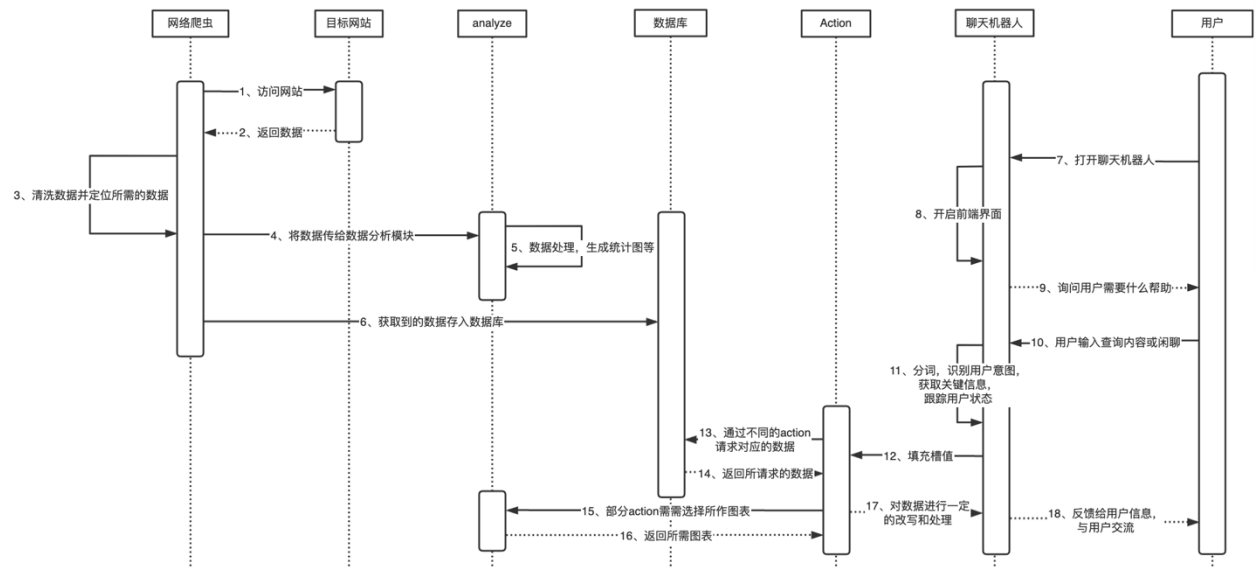 网络爬虫
目标网站
analyze
数据库
Action
聊天机器人
用户
1、访问网站
2、返回数据
3、清洗数据并定位所需的数据
4、将数据传给数据分析模块
5、数据处理，生成统计图等
6、获取到的数据存入数据库
7、打开聊天机器人
8、开启前端界面
9、询问用户需要什么帮助
10、用户输入查询内容或闲聊
11、分词，识别用户意图，
获取关键信息，
跟踪用户状态
13、通过不同的action
请求对应的数据
12、填充槽值
14、返回所请求的数据
15、部分action需需选择所作图表
16、返回所需图表
17、对数据进行一定
的改写和处理
18、反馈给用户信息，
与用户交流